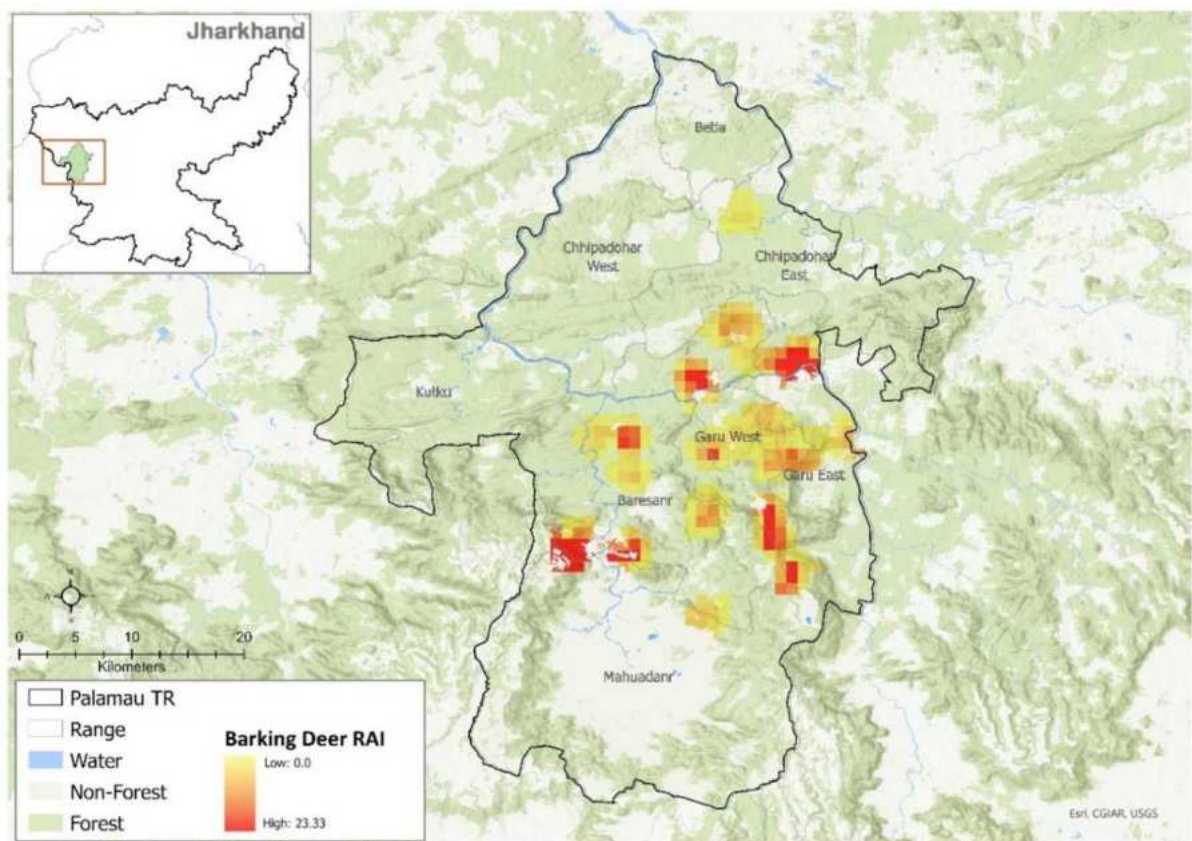 Jharkhand
Betla
Chhipadohar
West
Chhipadohar
East
Kutku
Garu West
Garu East
Baresanr
Mahuadanr
N
W
0 5 10 20
Kilometers
Palamau TR
Range
Water
Non-Forest
Forest
Barking Deer RAI
Low: 0.0
High: 23.33
Esri, CGIAR, USGS